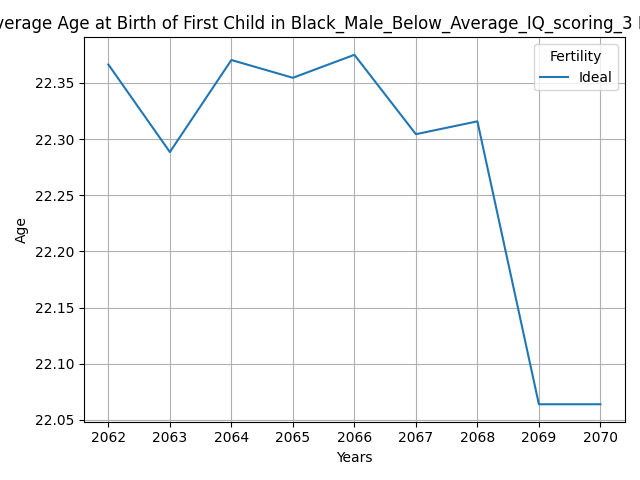 verage Age at Birth of First Child in Black_Male_Below_Average_IQ_scoring_3
Fertility
Ideal
22.35
22.30
22.25
22.20
22.15
22.10
22.05
Age
2062 2063 2064 2065 2066 2067 2068 2069 2070
Years